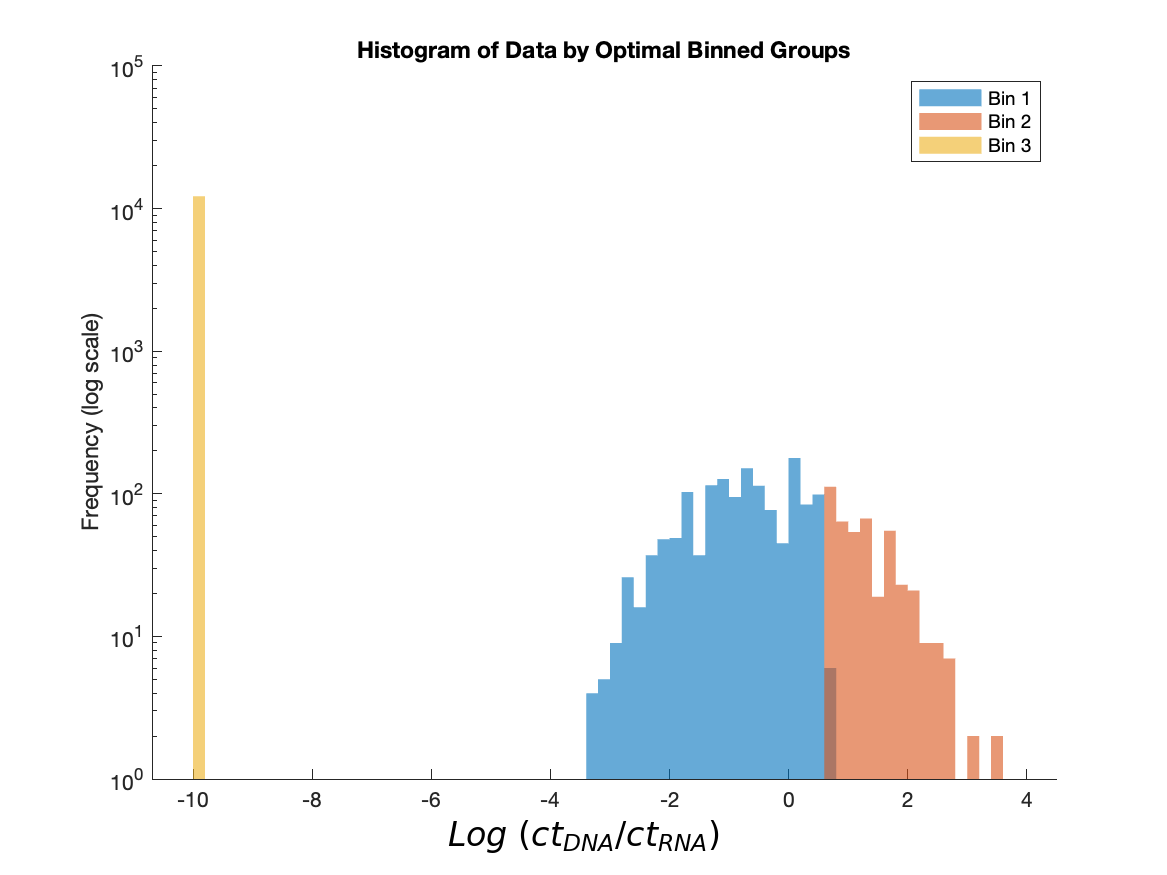 Histogram of Data by Optimal Binned Groups
Bin 1
Bin 2
Bin 3
10^5
10^4
10^3
10^2
10^1
10^0
Frequency (log scale)
-10 -8 -6 -4 -2 0 2 4
Log (ct_DNA/ct_RNA)